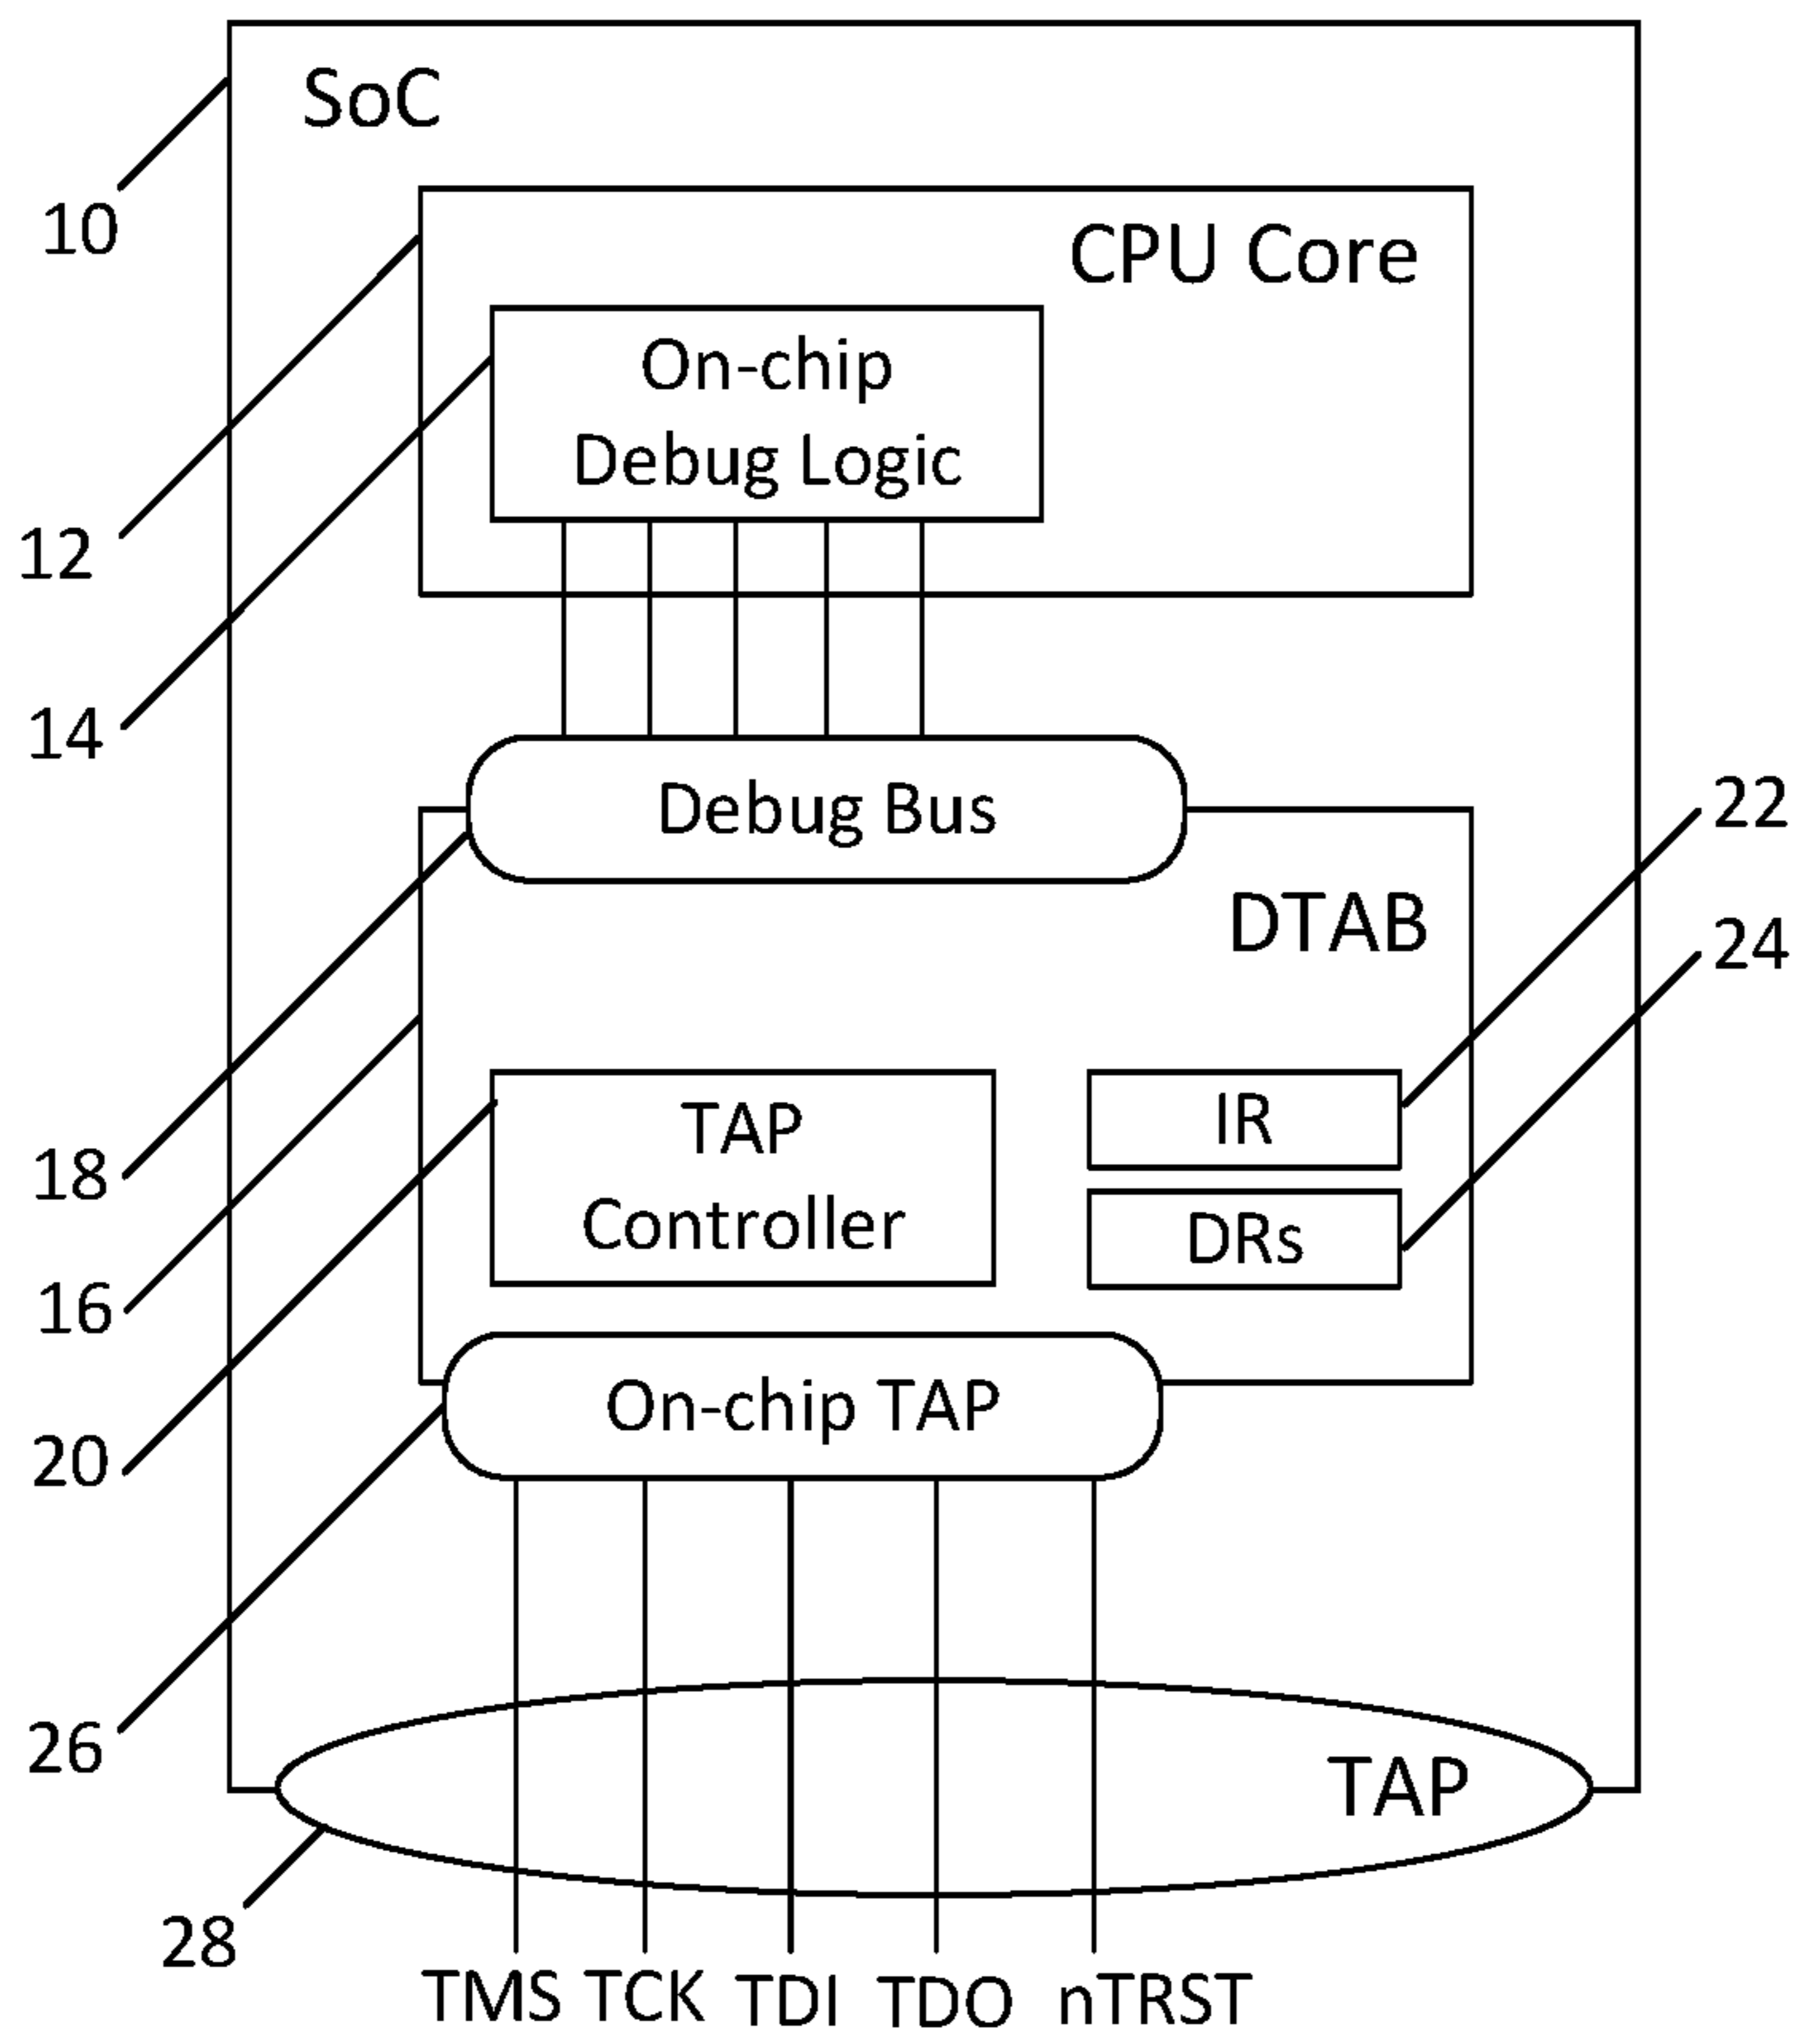 SoC
10
CPU Core
On-chip
Debug Logic
12
14
Debug Bus
22
DTAB
24
TAP
Controller
IR
DRs
18
16
On-chip TAP
20
26
TAP
28
TMS TCK TDI TDO nTRST